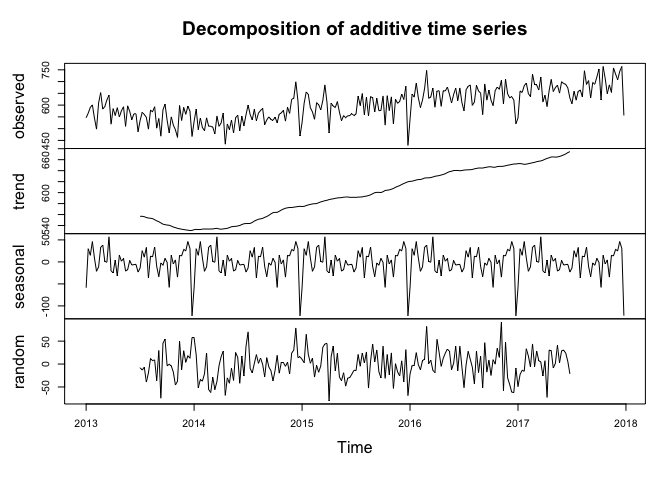 Decomposition of additive time series
observed
450 600 750
trend
540 600 660
seasonal
-100 0 50
random
-50 0 50
2013 2014 2015 2016 2017 2018
Time